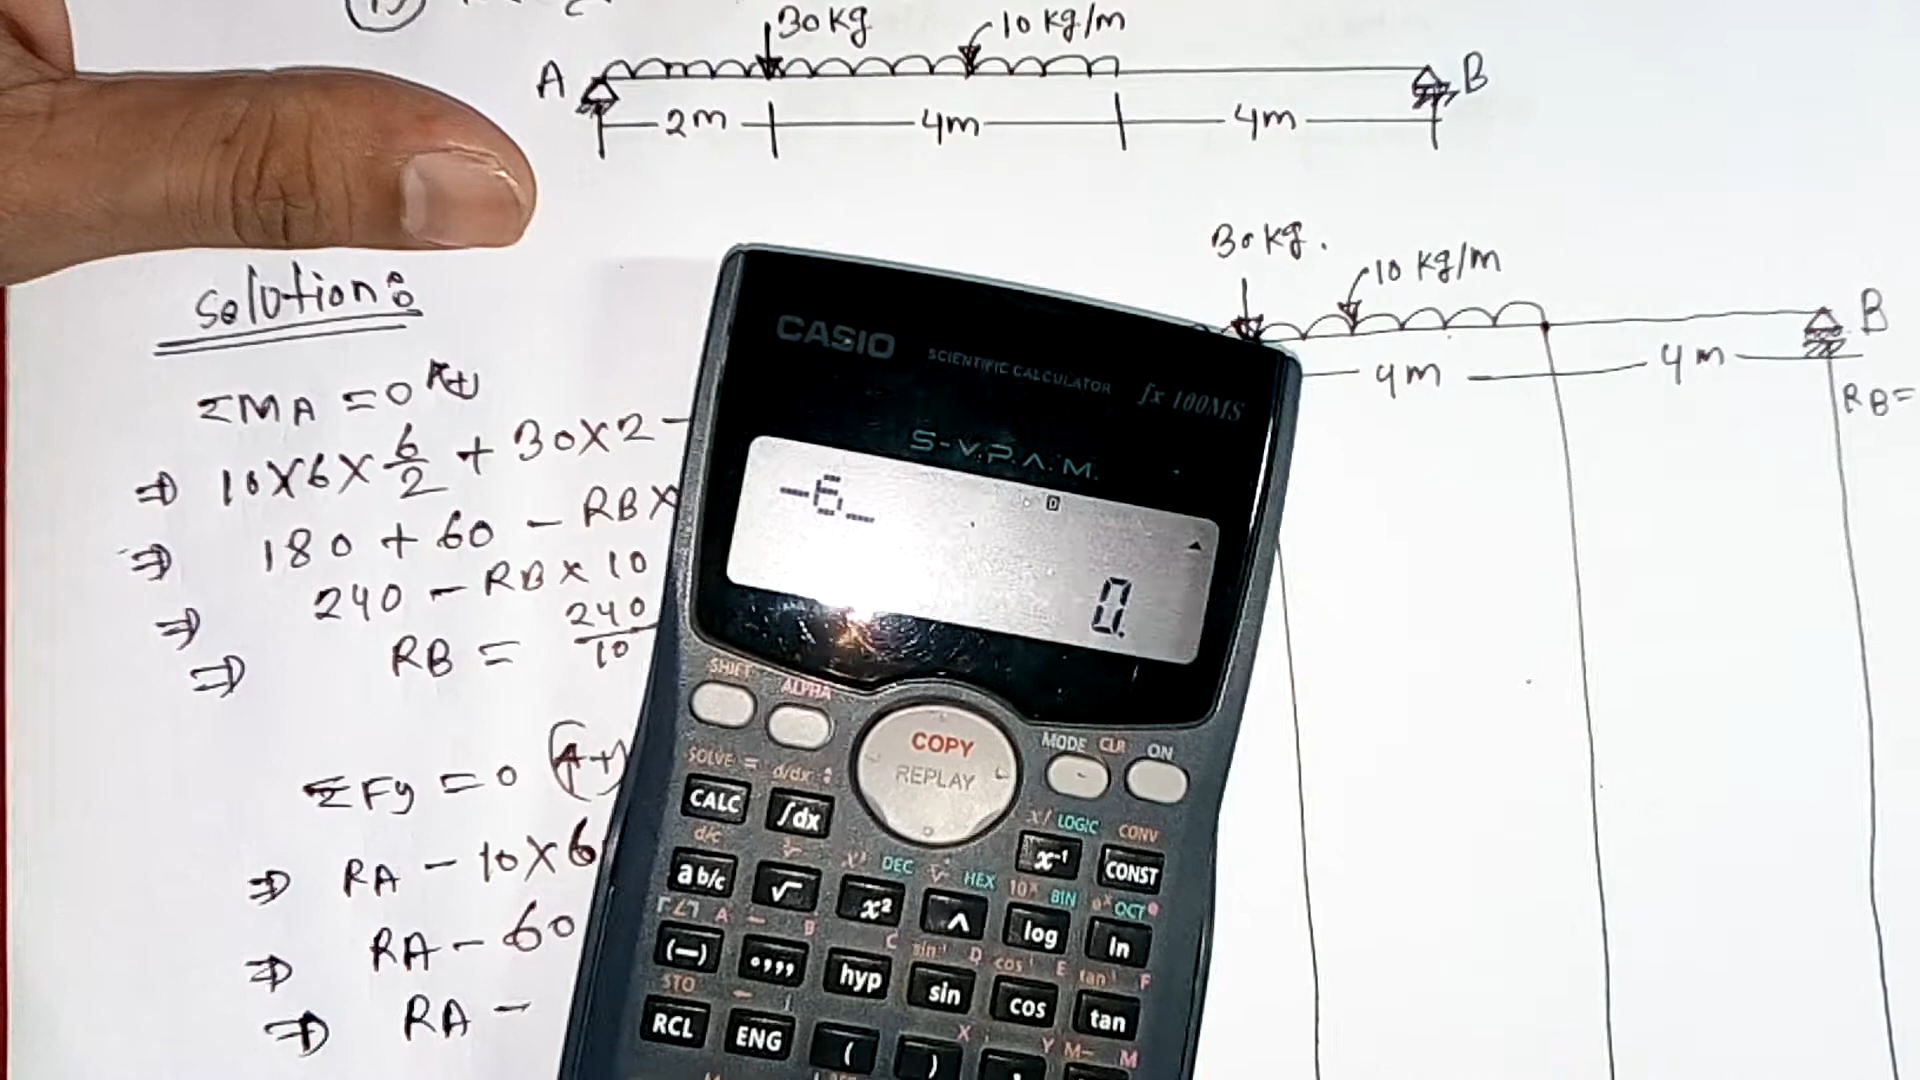 30 kg 10 kg/m
A B
2m 4m 4m
30 kg.
10 kg/m
B
4m 4m
RB=
Solution:
ΣMA = 0
⇒ 10×6×6/2 + 30×2 -
⇒ 180 + 60 - RB×
⇒ 240 - RB × 10
⇒ RB = 240/10
ΣFy = 0 (↑+)
⇒ RA - 10×6
⇒ RA - 60
⇒ RA -
CASIO
SCIENTIFIC CALCULATOR fx 100MS
S-V.P.A.M.
D
-6_
0.
SHIFT ALPHA
COPY
REPLAY
MODE CLR ON
SOLVE = d/dx :
CALC ∫dx
x! LOGIC CONV
x⁻¹ CONST
d/c x³ DEC HEX 10ˣ BIN eˣ OCT
a b/c √ x² ^ log ln
A B C sin⁻¹ D cos⁻¹ E tan⁻¹ F
(−) °,,, hyp sin cos tan
STO ← i X Y M− M
RCL ENG ( )